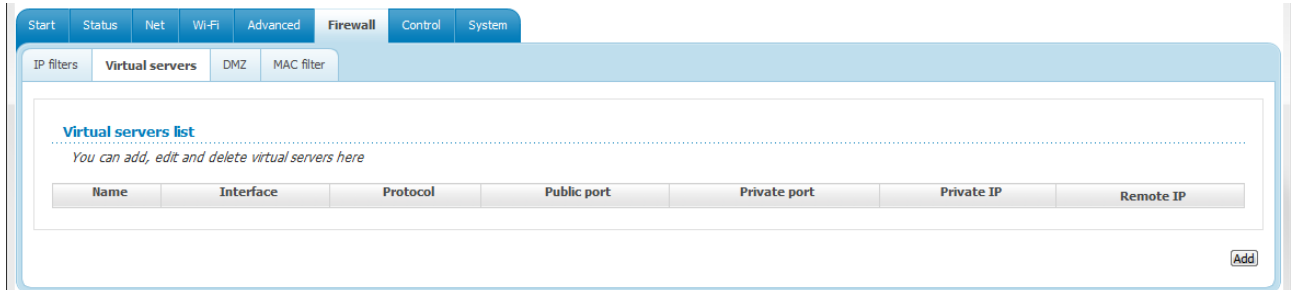 Start Status Net Wi-Fi Advanced Firewall Control System
IP filters Virtual servers DMZ MAC filter
Virtual servers list
You can add, edit and delete virtual servers here
Name Interface Protocol Public port Private port Private IP Remote IP
Add